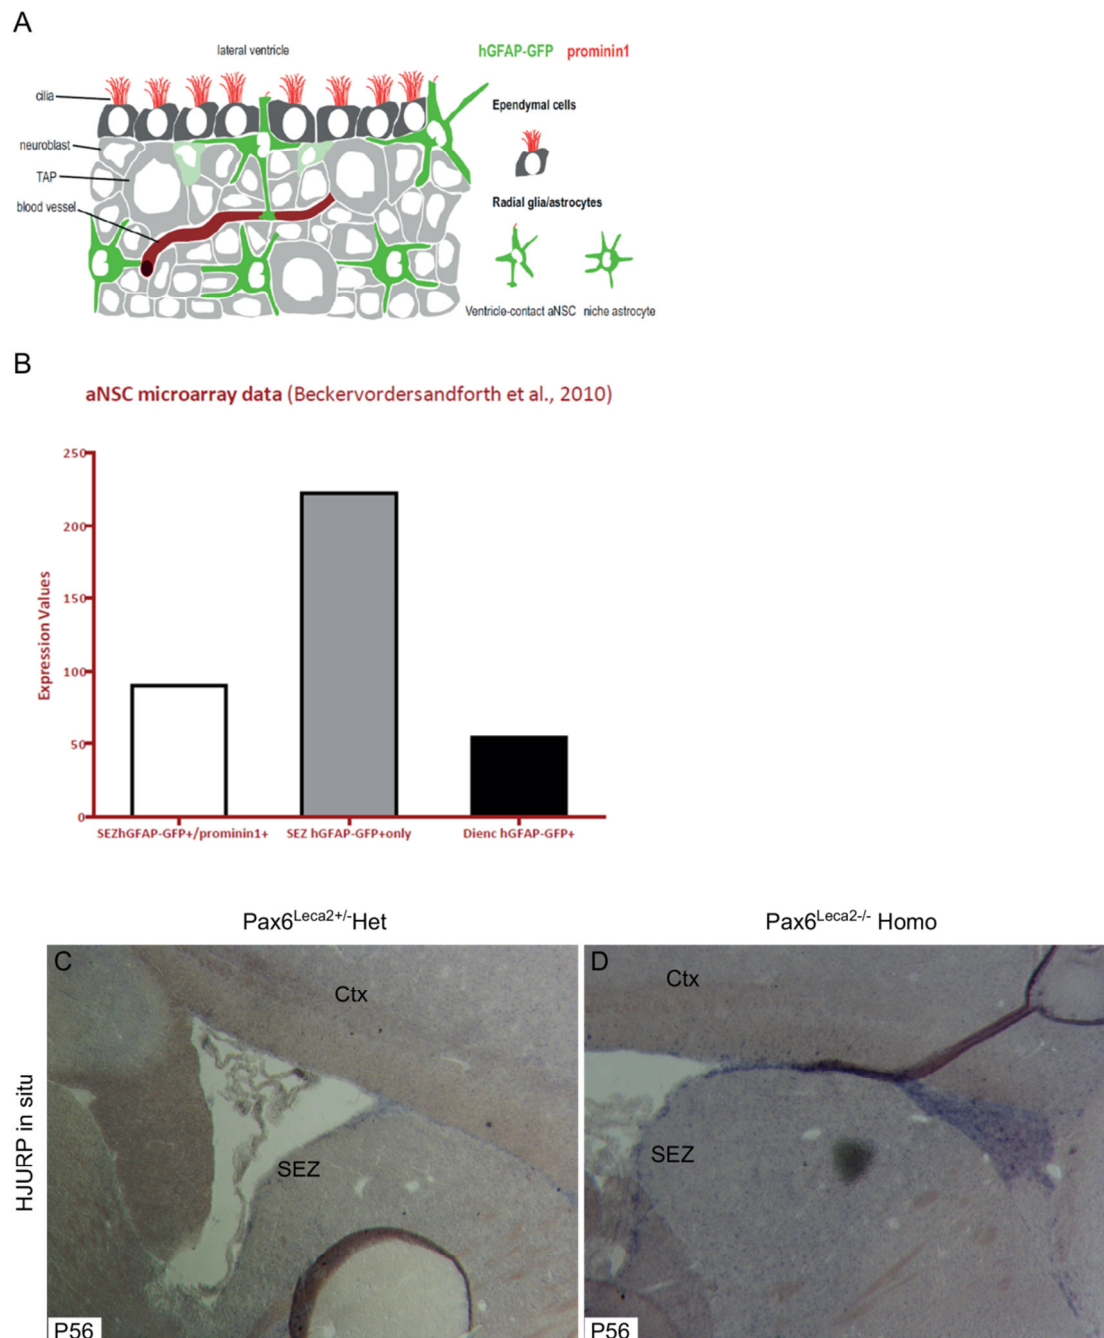 A
lateral ventricle
hGFAP-GFP prominin1
cilia
Ependymal cells
neuroblast
TAP
blood vessel
Radial glia/astrocytes
Ventricle-contact aNSC niche astrocyte
B
aNSC microarray data (Beckervordersandforth et al., 2010)
250
200
150
100
50
0
Expression Values
SEZhGFAP-GFP+/prominin1+ SEZ hGFAP-GFP+only Dienc hGFAP-GFP+
Pax6Leca2+/-Het Pax6Leca2-/- Homo
HJURP in situ
C
Ctx
SEZ
P56
D
Ctx
SEZ
P56